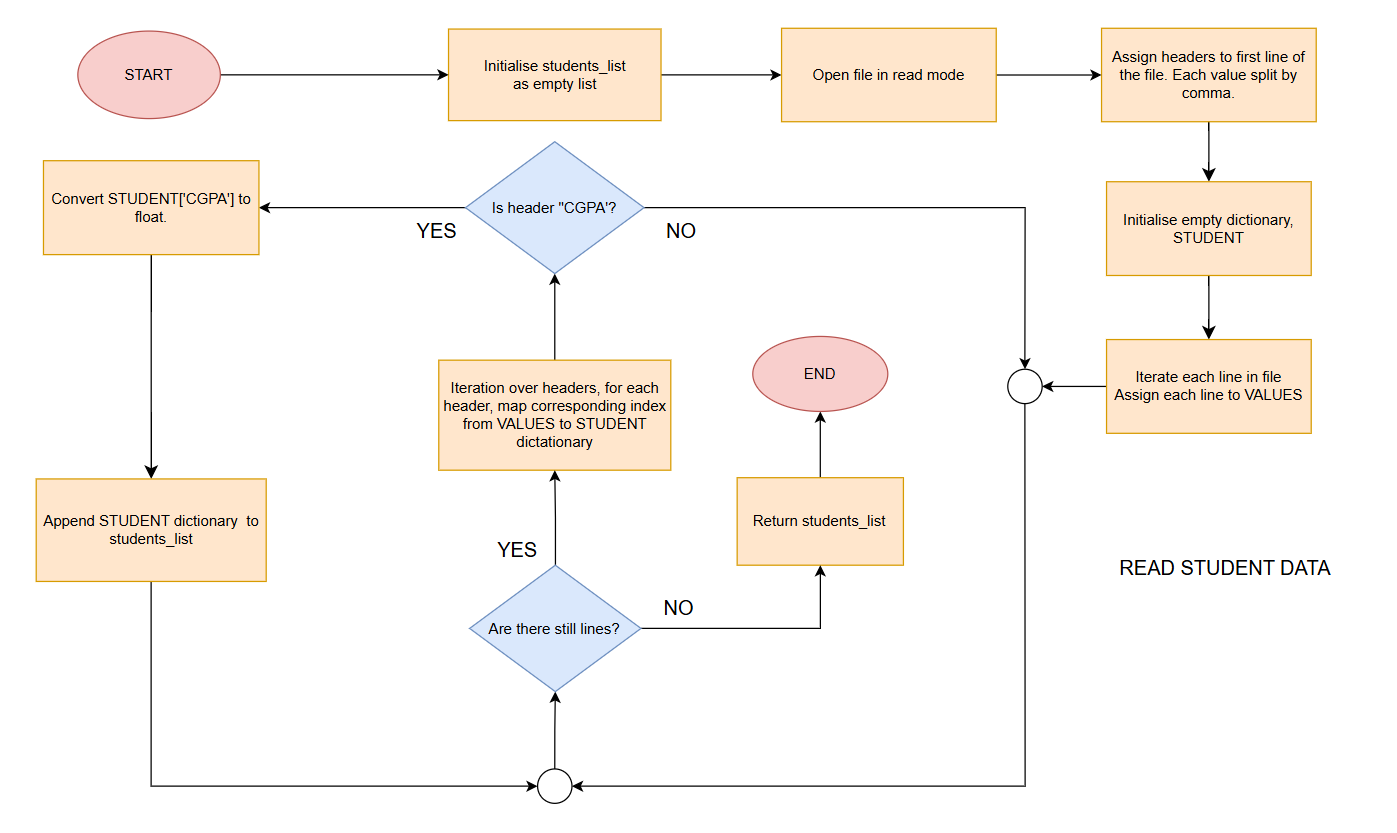 START
Initialise students_list
as empty list
Open file in read mode
Assign headers to first line of
the file. Each value split by
comma.
Convert STUDENT['CGPA'] to
float.
Is header "CGPA'?
YES
NO
Initialise empty dictionary,
STUDENT
Iteration over headers, for each
header, map corresponding index
from VALUES to STUDENT
dictationary
END
Iterate each line in file
Assign each line to VALUES
Append STUDENT dictionary to
students_list
YES
Return students_list
READ STUDENT DATA
Are there still lines?
NO